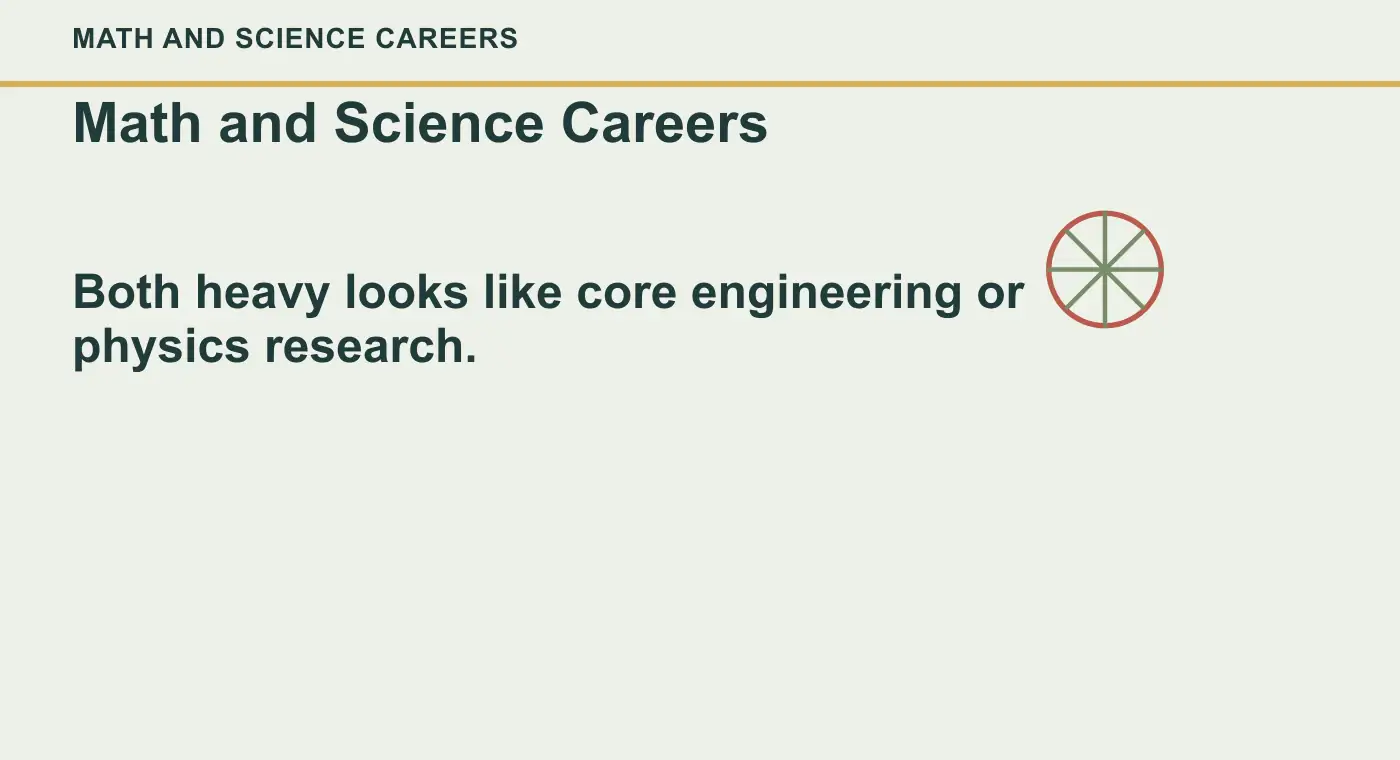 MATH AND SCIENCE CAREERS
Math and Science Careers
Both heavy looks like core engineering or
physics research.